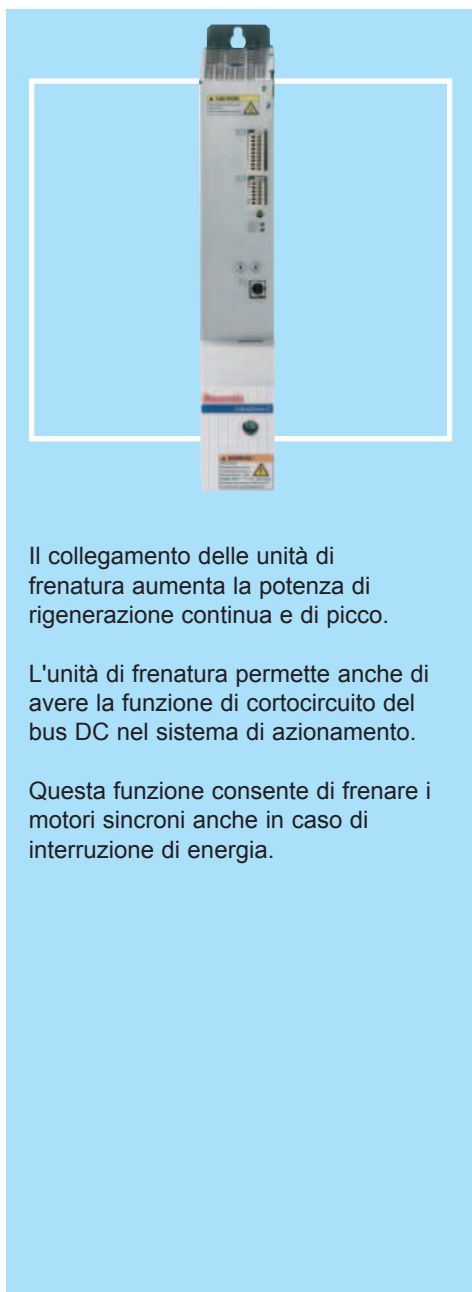 Rexroth
Il collegamento delle unità di
frenatura aumenta la potenza di
rigenerazione continua e di picco.
L'unità di frenatura permette anche di
avere la funzione di cortocircuito del
bus DC nel sistema di azionamento.
Questa funzione consente di frenare i
motori sincroni anche in caso di
interruzione di energia.